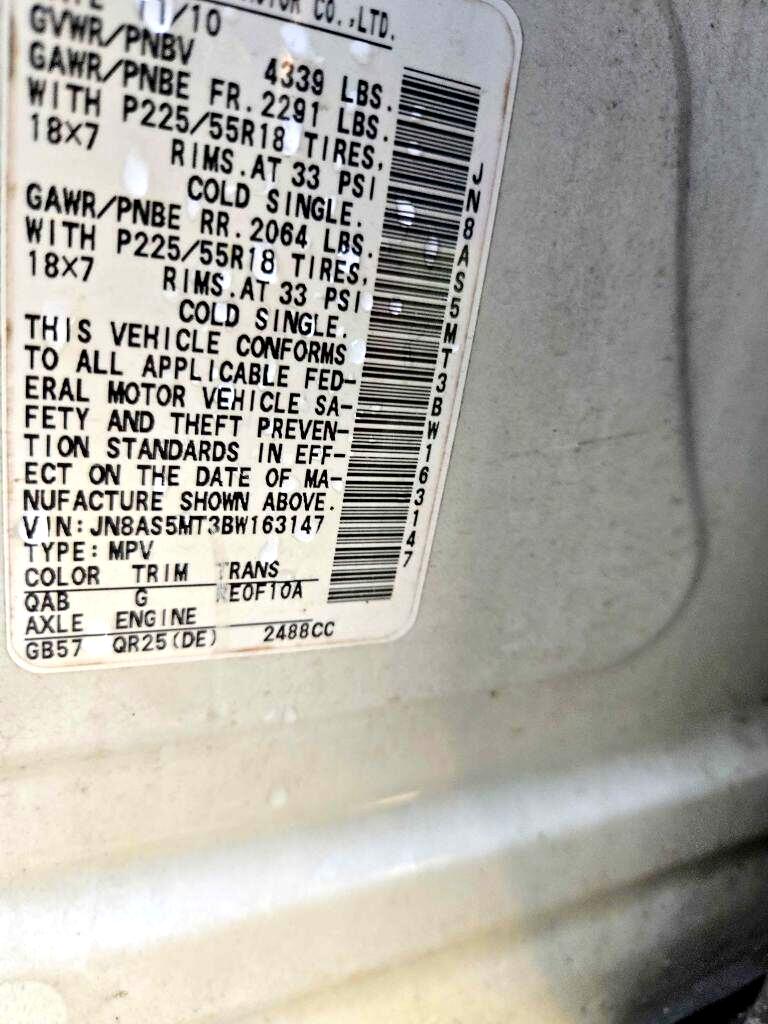 MOTOR CO.,LTD.
11/10
GVWR/PNBV 4339 LBS.
GAWR/PNBE FR. 2291 LBS.
WITH P225/55R18 TIRES,
18X7 RIMS. AT 33 PSI
COLD SINGLE.
GAWR/PNBE RR. 2064 LBS.
WITH P225/55R18 TIRES,
18X7 RIMS. AT 33 PSI
COLD SINGLE.
THIS VEHICLE CONFORMS
TO ALL APPLICABLE FED-
ERAL MOTOR VEHICLE SA-
FETY AND THEFT PREVEN-
TION STANDARDS IN EFF-
ECT ON THE DATE OF MA-
NUFACTURE SHOWN ABOVE.
VIN: JN8AS5MT3BW163147
TYPE: MPV
COLOR TRIM TRANS
QAB G RE0F10A
AXLE ENGINE
GB57 QR25(DE) 2488CC
JN8AS5MT3BW163147